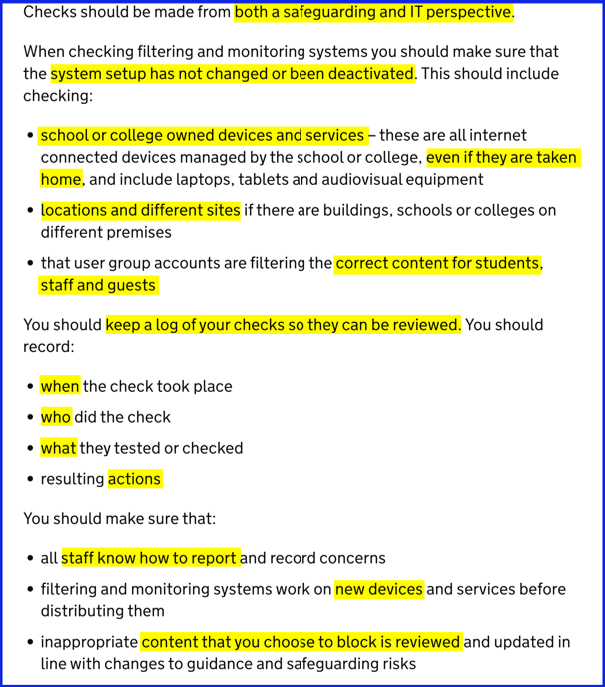 Checks should be made from both a safeguarding and IT perspective.
When checking filtering and monitoring systems you should make sure that
the system setup has not changed or been deactivated. This should include
checking:
• school or college owned devices and services – these are all internet
connected devices managed by the school or college, even if they are taken
home, and include laptops, tablets and audiovisual equipment
• locations and different sites if there are buildings, schools or colleges on
different premises
• that user group accounts are filtering the correct content for students,
staff and guests
You should keep a log of your checks so they can be reviewed. You should
record:
• when the check took place
• who did the check
• what they tested or checked
• resulting actions
You should make sure that:
• all staff know how to report and record concerns
• filtering and monitoring systems work on new devices and services before
distributing them
• inappropriate content that you choose to block is reviewed and updated in
line with changes to guidance and safeguarding risks